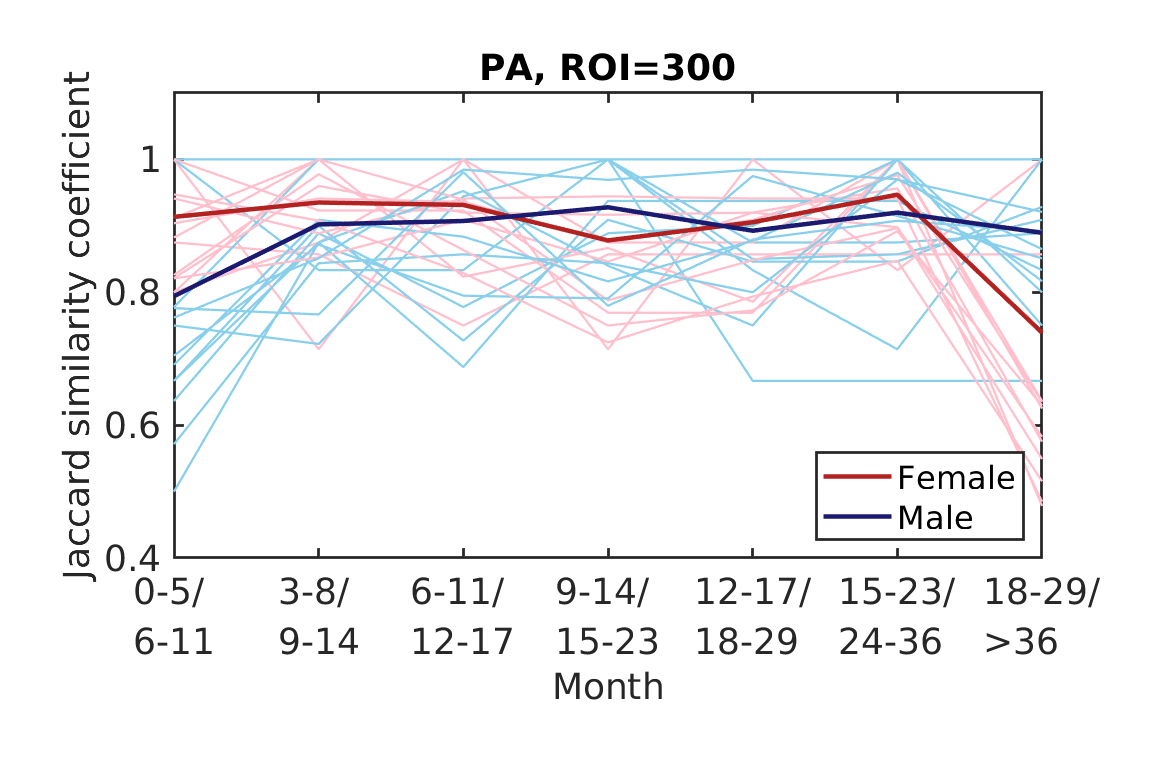 PA, ROI=300
Jaccard similarity coefficient
1
0.8
0.6
0.4
Female
Male
0-5/ 3-8/ 6-11/ 9-14/ 12-17/ 15-23/ 18-29/
6-11 9-14 12-17 15-23 18-29 24-36 >36
Month